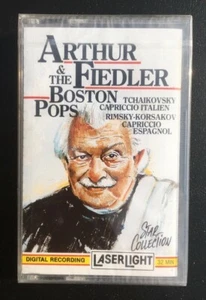 ARTHUR
& THE FIEDLER
BOSTON
POPS
TCHAIKOVSKY
CAPRICCIO ITALIEN
RIMSKY-KORSAKOV
CAPRICCIO
ESPAGNOL
STAR
COLLECTION
DIGITAL RECORDING
LASERLIGHT